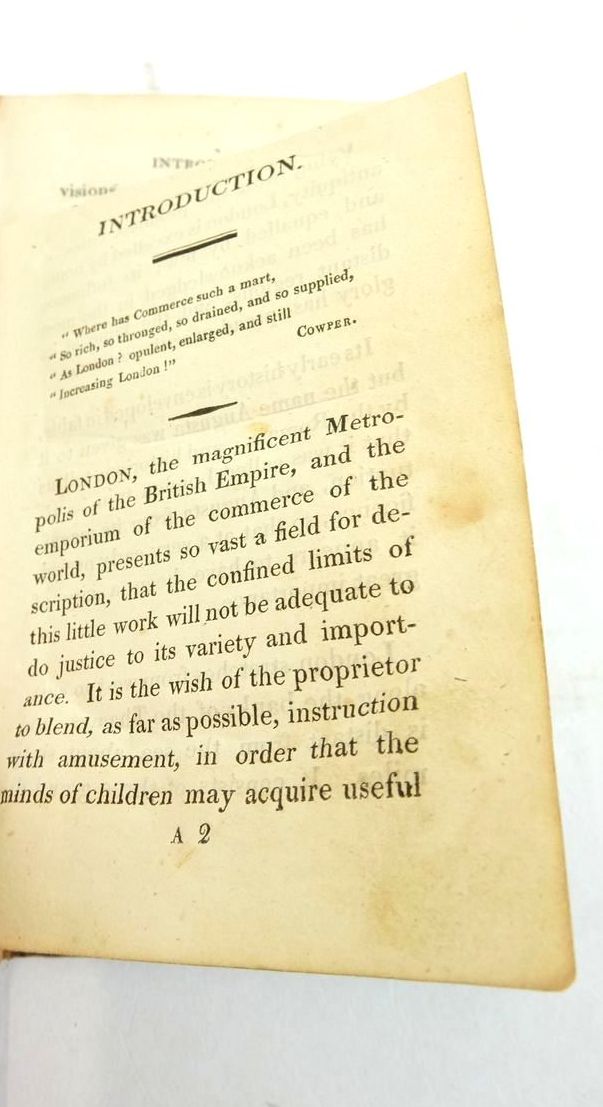 INTRODUCTION.
" Where has Commerce such a mart,
" So rich, so thronged, so drained, and so supplied,
" As London ? opulent, enlarged, and still
" Increasing London !"
COWPER.
LONDON, the magnificent Metro-
polis of the British Empire, and the
emporium of the commerce of the
world, presents so vast a field for de-
scription, that the confined limits of
this little work will not be adequate to
do justice to its variety and import-
ance. It is the wish of the proprietor
to blend, as far as possible, instruction
with amusement, in order that the
minds of children may acquire useful
A 2